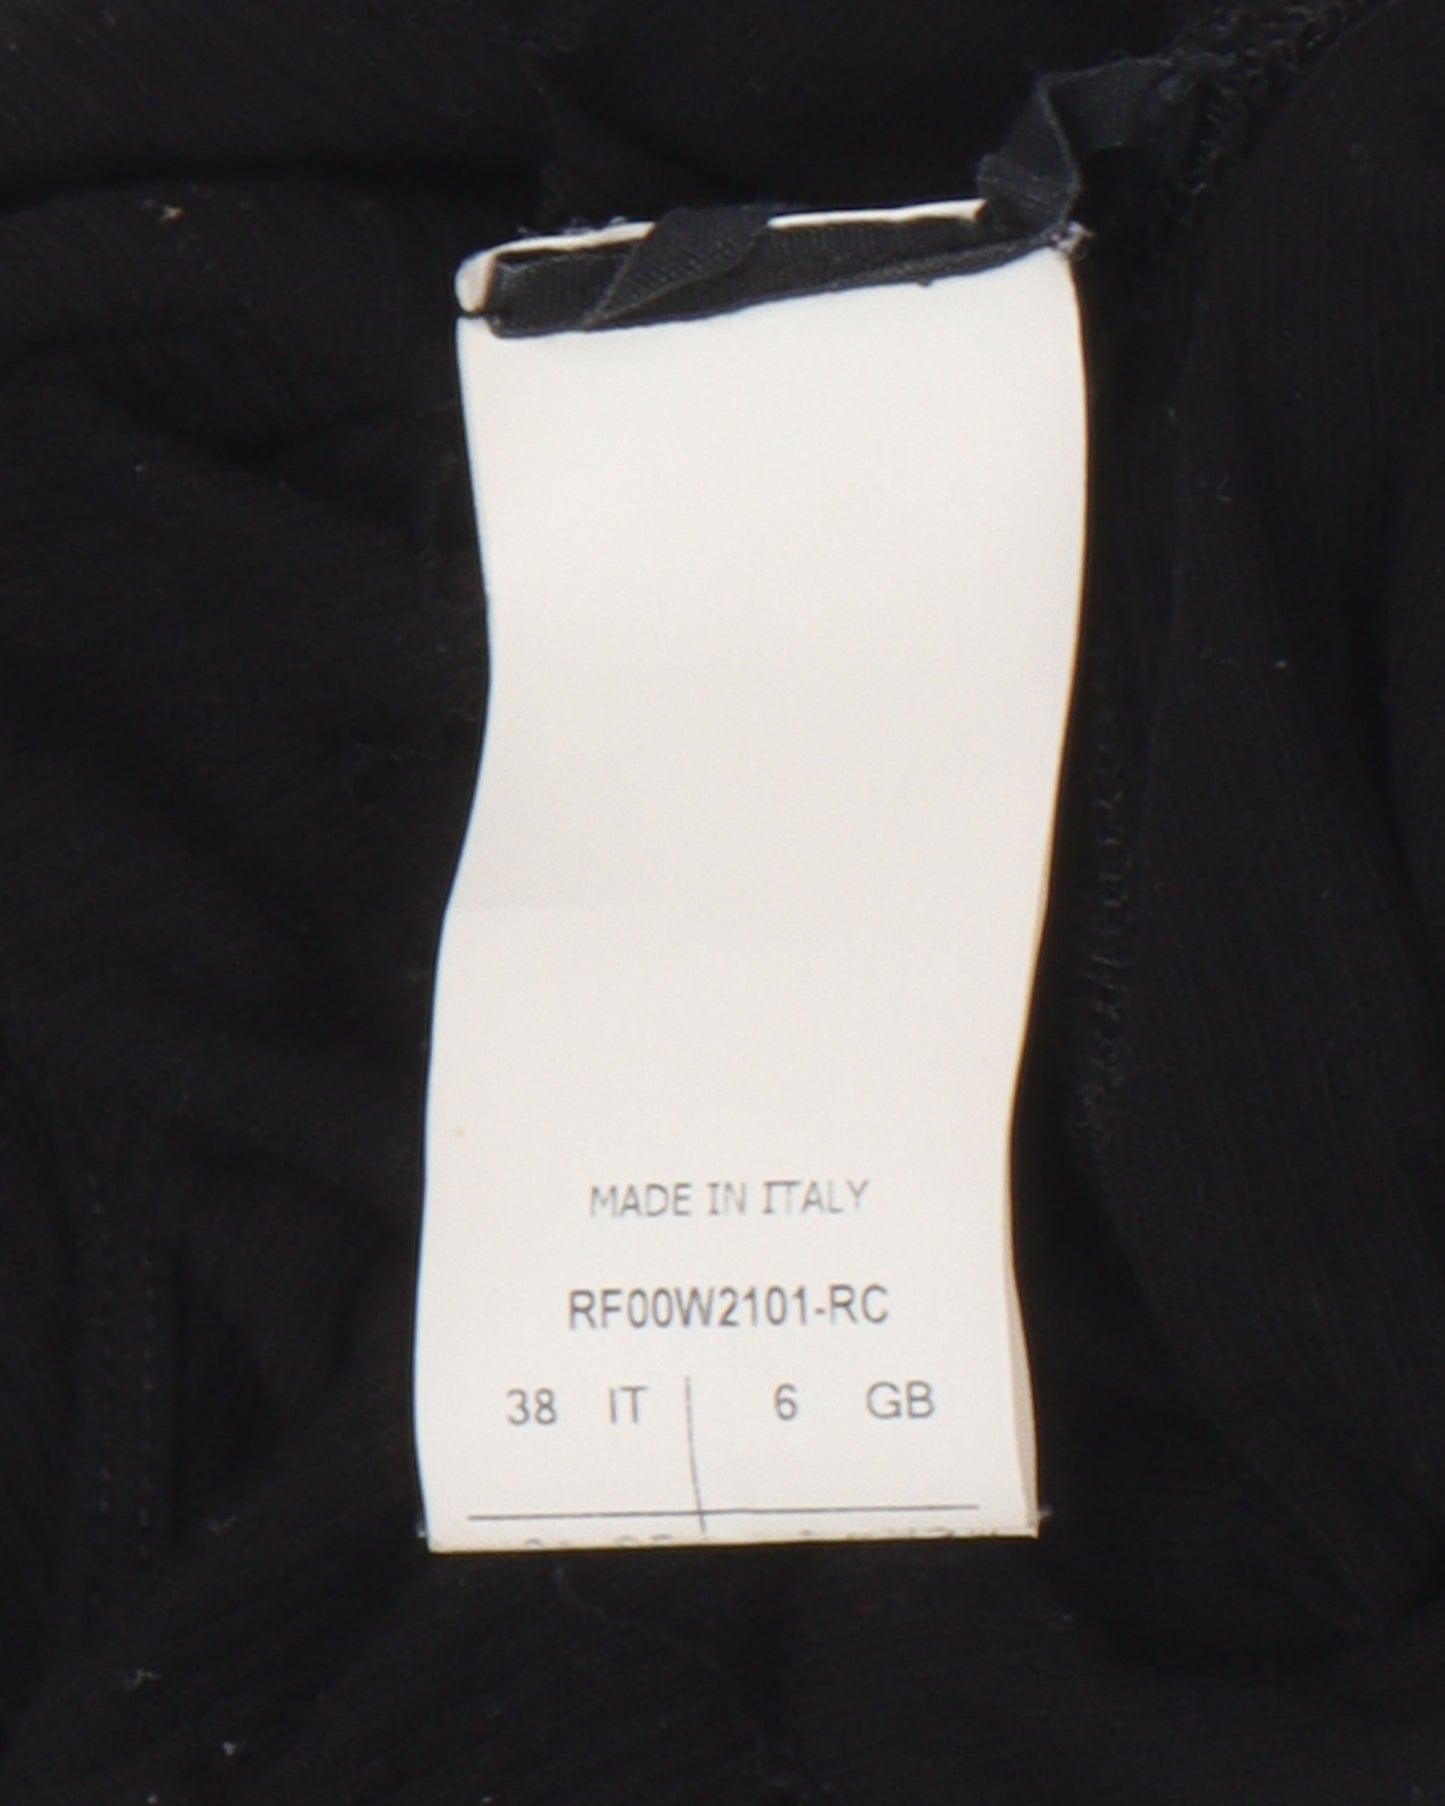 MADE IN ITALY
RF00W2101-RC
38 IT 6 GB